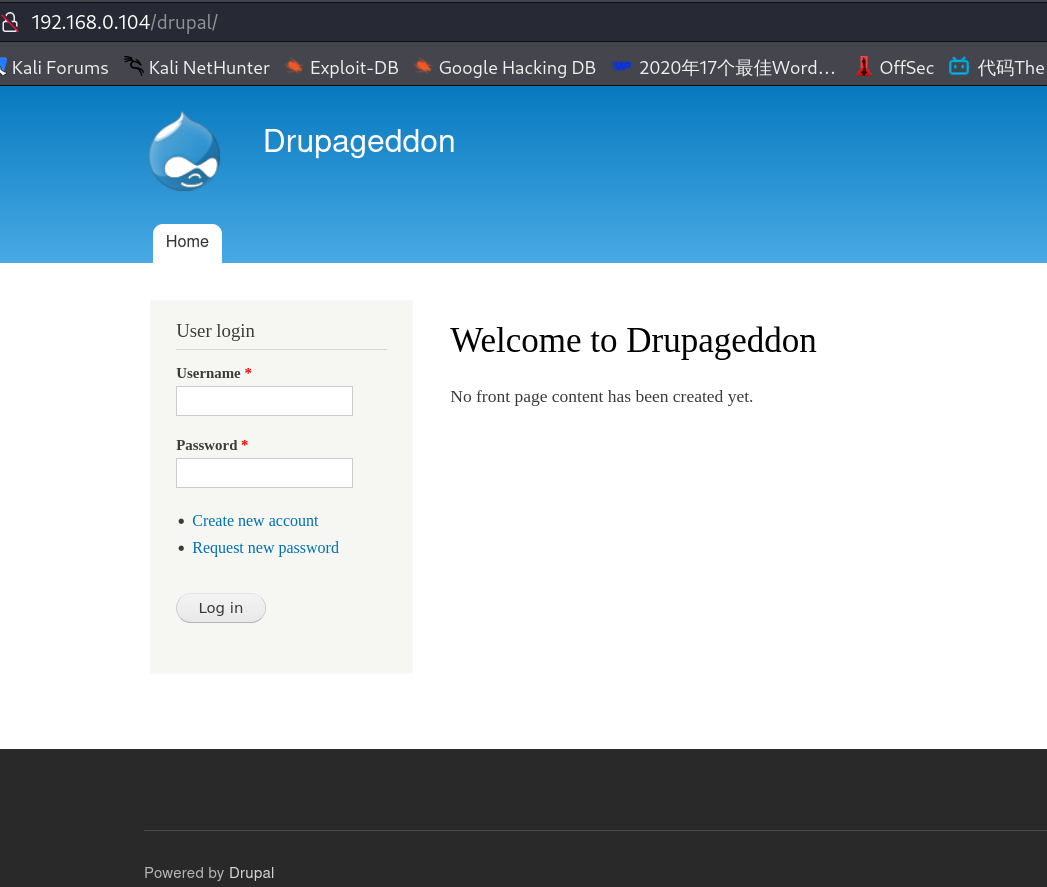 192.168.0.104/drupal/
Kali Forums Kali NetHunter Exploit-DB Google Hacking DB 2020年17个最佳Word… OffSec 代码The
Drupageddon
Home
User login
Username *
Password *
Create new account
Request new password
Log in
Welcome to Drupageddon
No front page content has been created yet.
Powered by Drupal